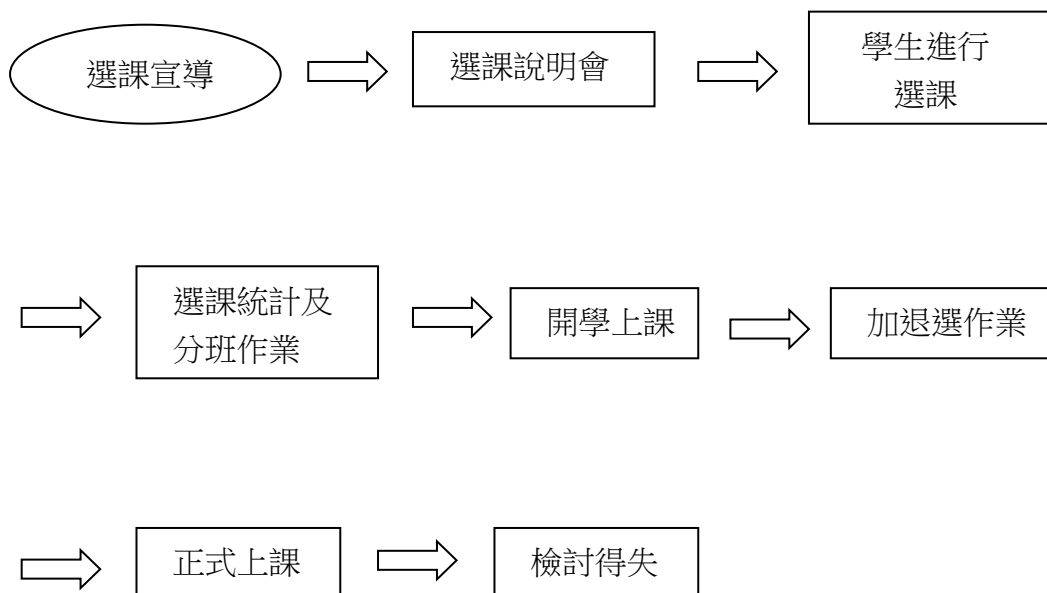 選課宣導
選課說明會
學生進行
選課
選課統計及
分班作業
開學上課
加退選作業
正式上課
檢討得失